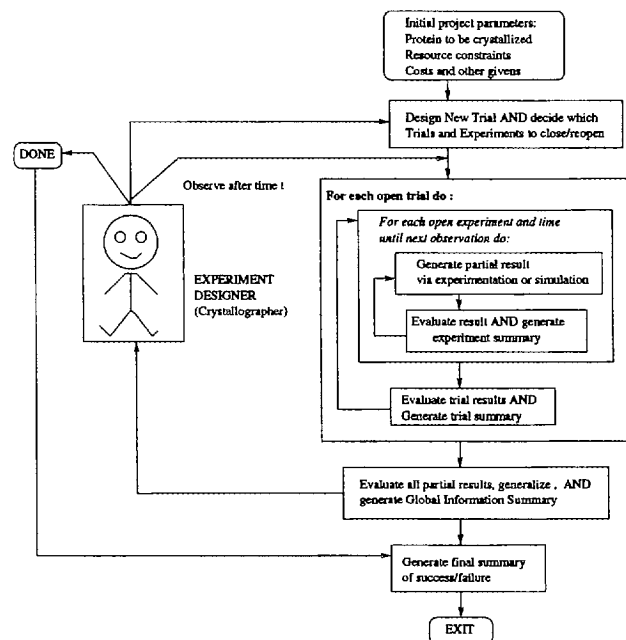 Initial project parameters:
Protein to be crystallized
Resource constraints
Costs and other givens
Design New Trial AND decide which
Trials and Experiments to close/reopen
DONE
Observe after time t
For each open trial do :
For each open experiment and time
until next observation do:
Generate partial result
via experimentation or simulation
EXPERIMENT
DESIGNER
(Crystallographer)
Evaluate result AND generate
experiment summary
Evaluate trial results AND
Generate trial summary
Evaluate all partial results, generalize , AND
generate Global Information Summary
Generate final summary
of success/failure
EXIT